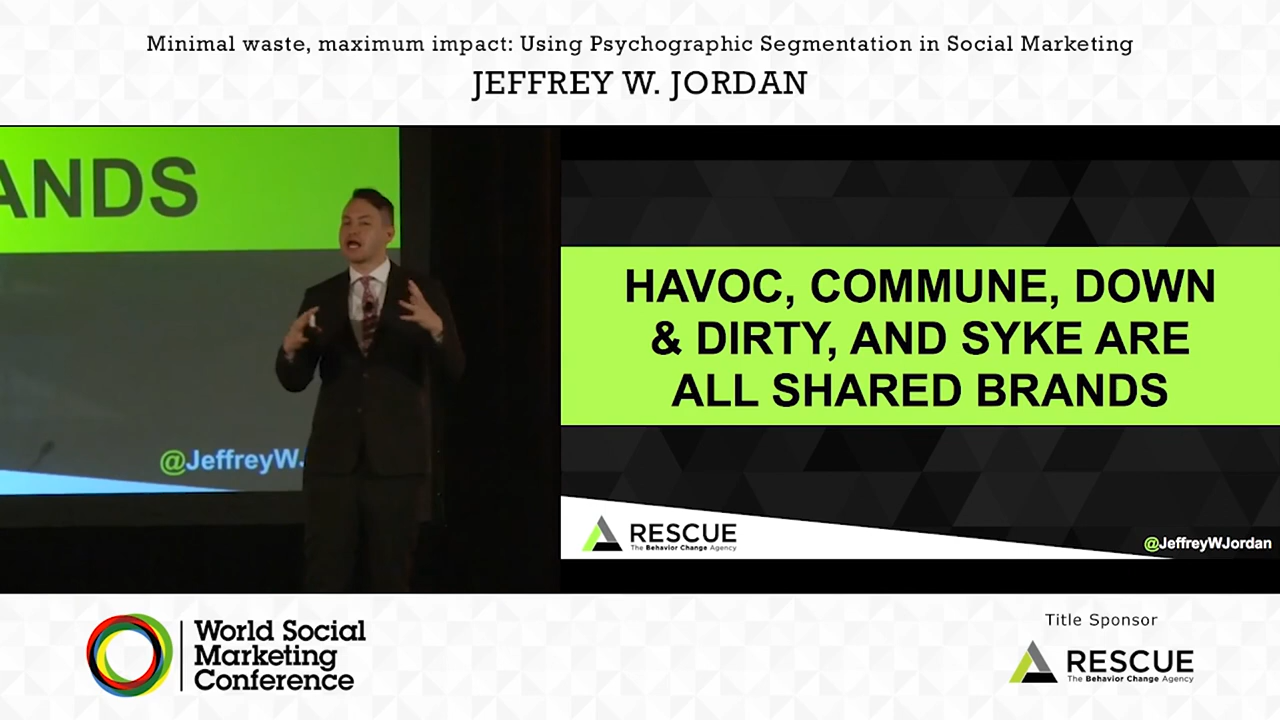 Minimal waste, maximum impact: Using Psychographic Segmentation in Social Marketing
JEFFREY W. JORDAN
ANDS
@JeffreyW.
HAVOC, COMMUNE, DOWN
& DIRTY, AND SYKE ARE
ALL SHARED BRANDS
RESCUE
The Behavior Change Agency
@JeffreyWJordan
World Social
Marketing
Conference
Title Sponsor
RESCUE
The Behavior Change Agency